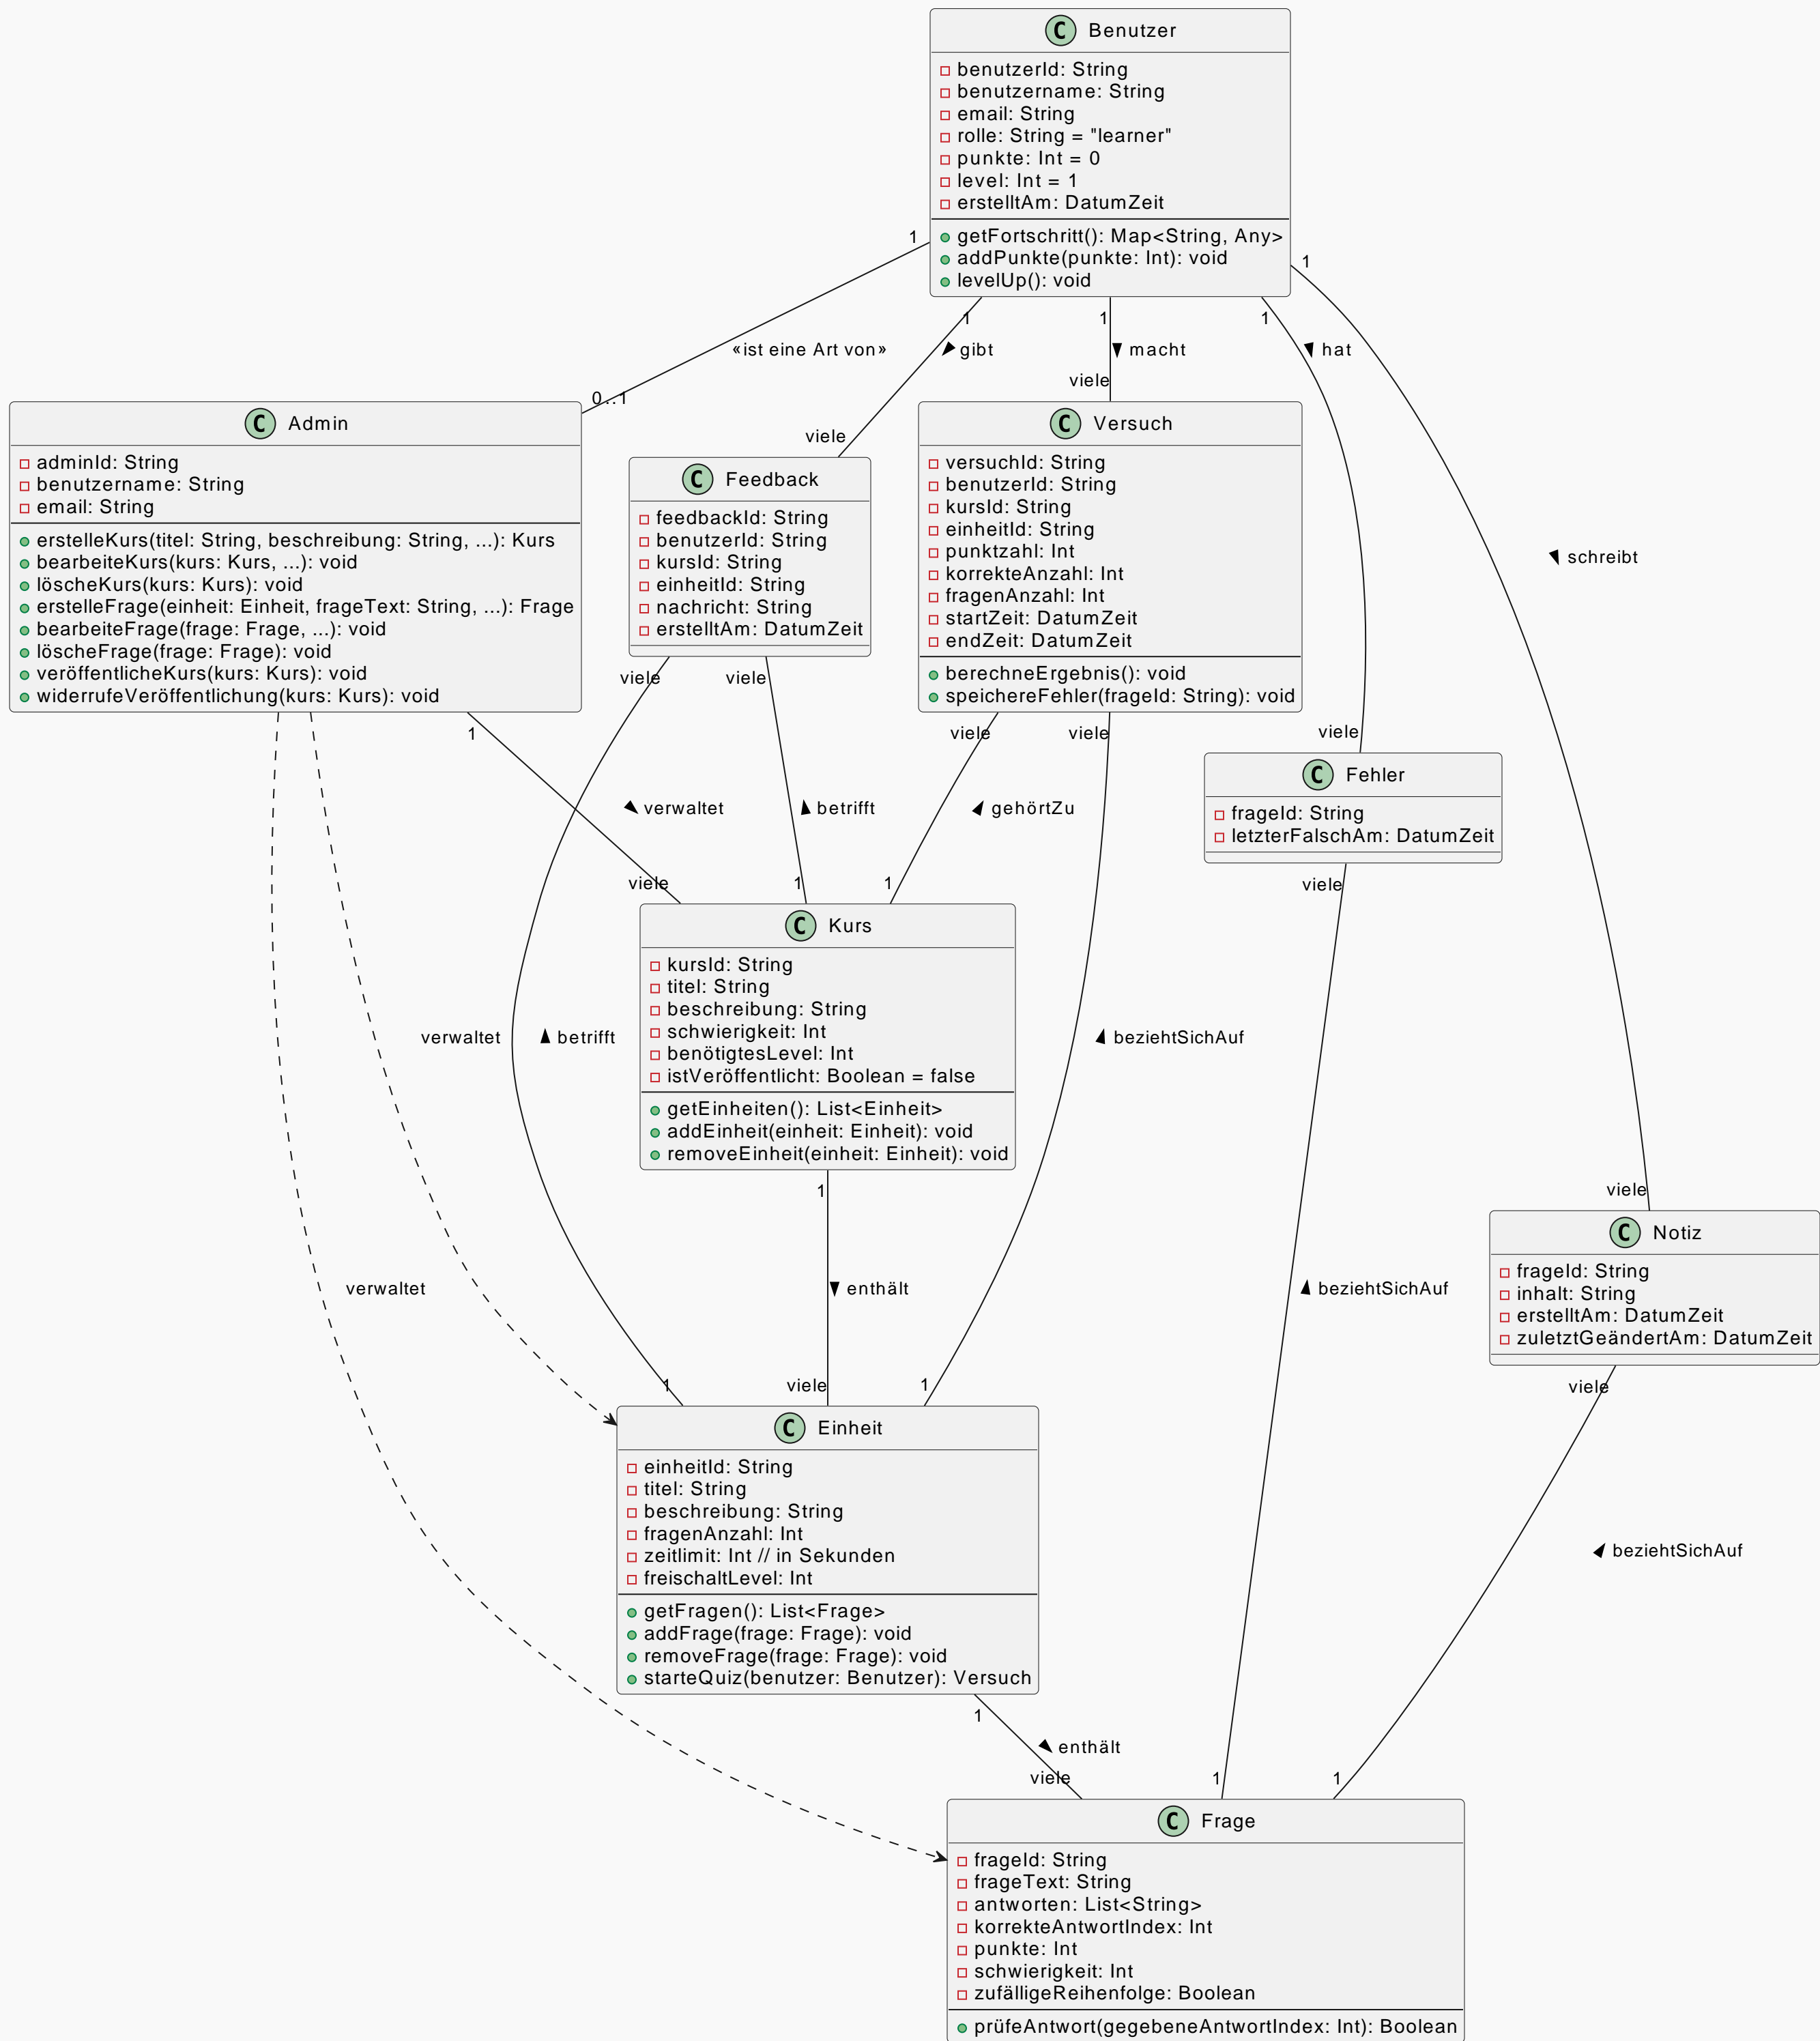 C Benutzer
benutzerId: String
benutzername: String
email: String
rolle: String = "learner"
punkte: Int = 0
level: Int = 1
erstelltAm: DatumZeit
getFortschritt(): Map<String, Any>
addPunkte(punkte: Int): void
levelUp(): void
1
1
1
1
1
«ist eine Art von»
gibt
macht
hat
0..1
viele
viele
C Admin
adminId: String
benutzername: String
email: String
erstelleKurs(titel: String, beschreibung: String, ...): Kurs
bearbeiteKurs(kurs: Kurs, ...): void
löscheKurs(kurs: Kurs): void
erstelleFrage(einheit: Einheit, frageText: String, ...): Frage
bearbeiteFrage(frage: Frage, ...): void
löscheFrage(frage: Frage): void
veröffentlicheKurs(kurs: Kurs): void
widerrufeVeröffentlichung(kurs: Kurs): void
C Feedback
feedbackId: String
benutzerId: String
kursId: String
einheitId: String
nachricht: String
erstelltAm: DatumZeit
C Versuch
versuchId: String
benutzerId: String
kursId: String
einheitId: String
punktzahl: Int
korrekteAnzahl: Int
fragenAnzahl: Int
startZeit: DatumZeit
endZeit: DatumZeit
berechneErgebnis(): void
speichereFehler(frageId: String): void
schreibt
viele
viele
1
viele
viele
viele
C Fehler
frageId: String
letzterFalschAm: DatumZeit
verwaltet
betrifft
gehörtZu
viele
1
1
viele
C Kurs
kursId: String
titel: String
beschreibung: String
schwierigkeit: Int
benötigtesLevel: Int
istVeröffentlicht: Boolean = false
getEinheiten(): List<Einheit>
addEinheit(einheit: Einheit): void
removeEinheit(einheit: Einheit): void
verwaltet
betrifft
beziehtSichAuf
1
viele
C Notiz
frageId: String
inhalt: String
erstelltAm: DatumZeit
zuletztGeändertAm: DatumZeit
verwaltet
enthält
beziehtSichAuf
1
viele
1
viele
C Einheit
einheitId: String
titel: String
beschreibung: String
fragenAnzahl: Int
zeitlimit: Int // in Sekunden
freischaltLevel: Int
getFragen(): List<Frage>
addFrage(frage: Frage): void
removeFrage(frage: Frage): void
starteQuiz(benutzer: Benutzer): Versuch
beziehtSichAuf
1
enthält
viele
1
1
C Frage
frageId: String
frageText: String
antworten: List<String>
korrekteAntwortIndex: Int
punkte: Int
schwierigkeit: Int
zufälligeReihenfolge: Boolean
prüfeAntwort(gegebeneAntwortIndex: Int): Boolean